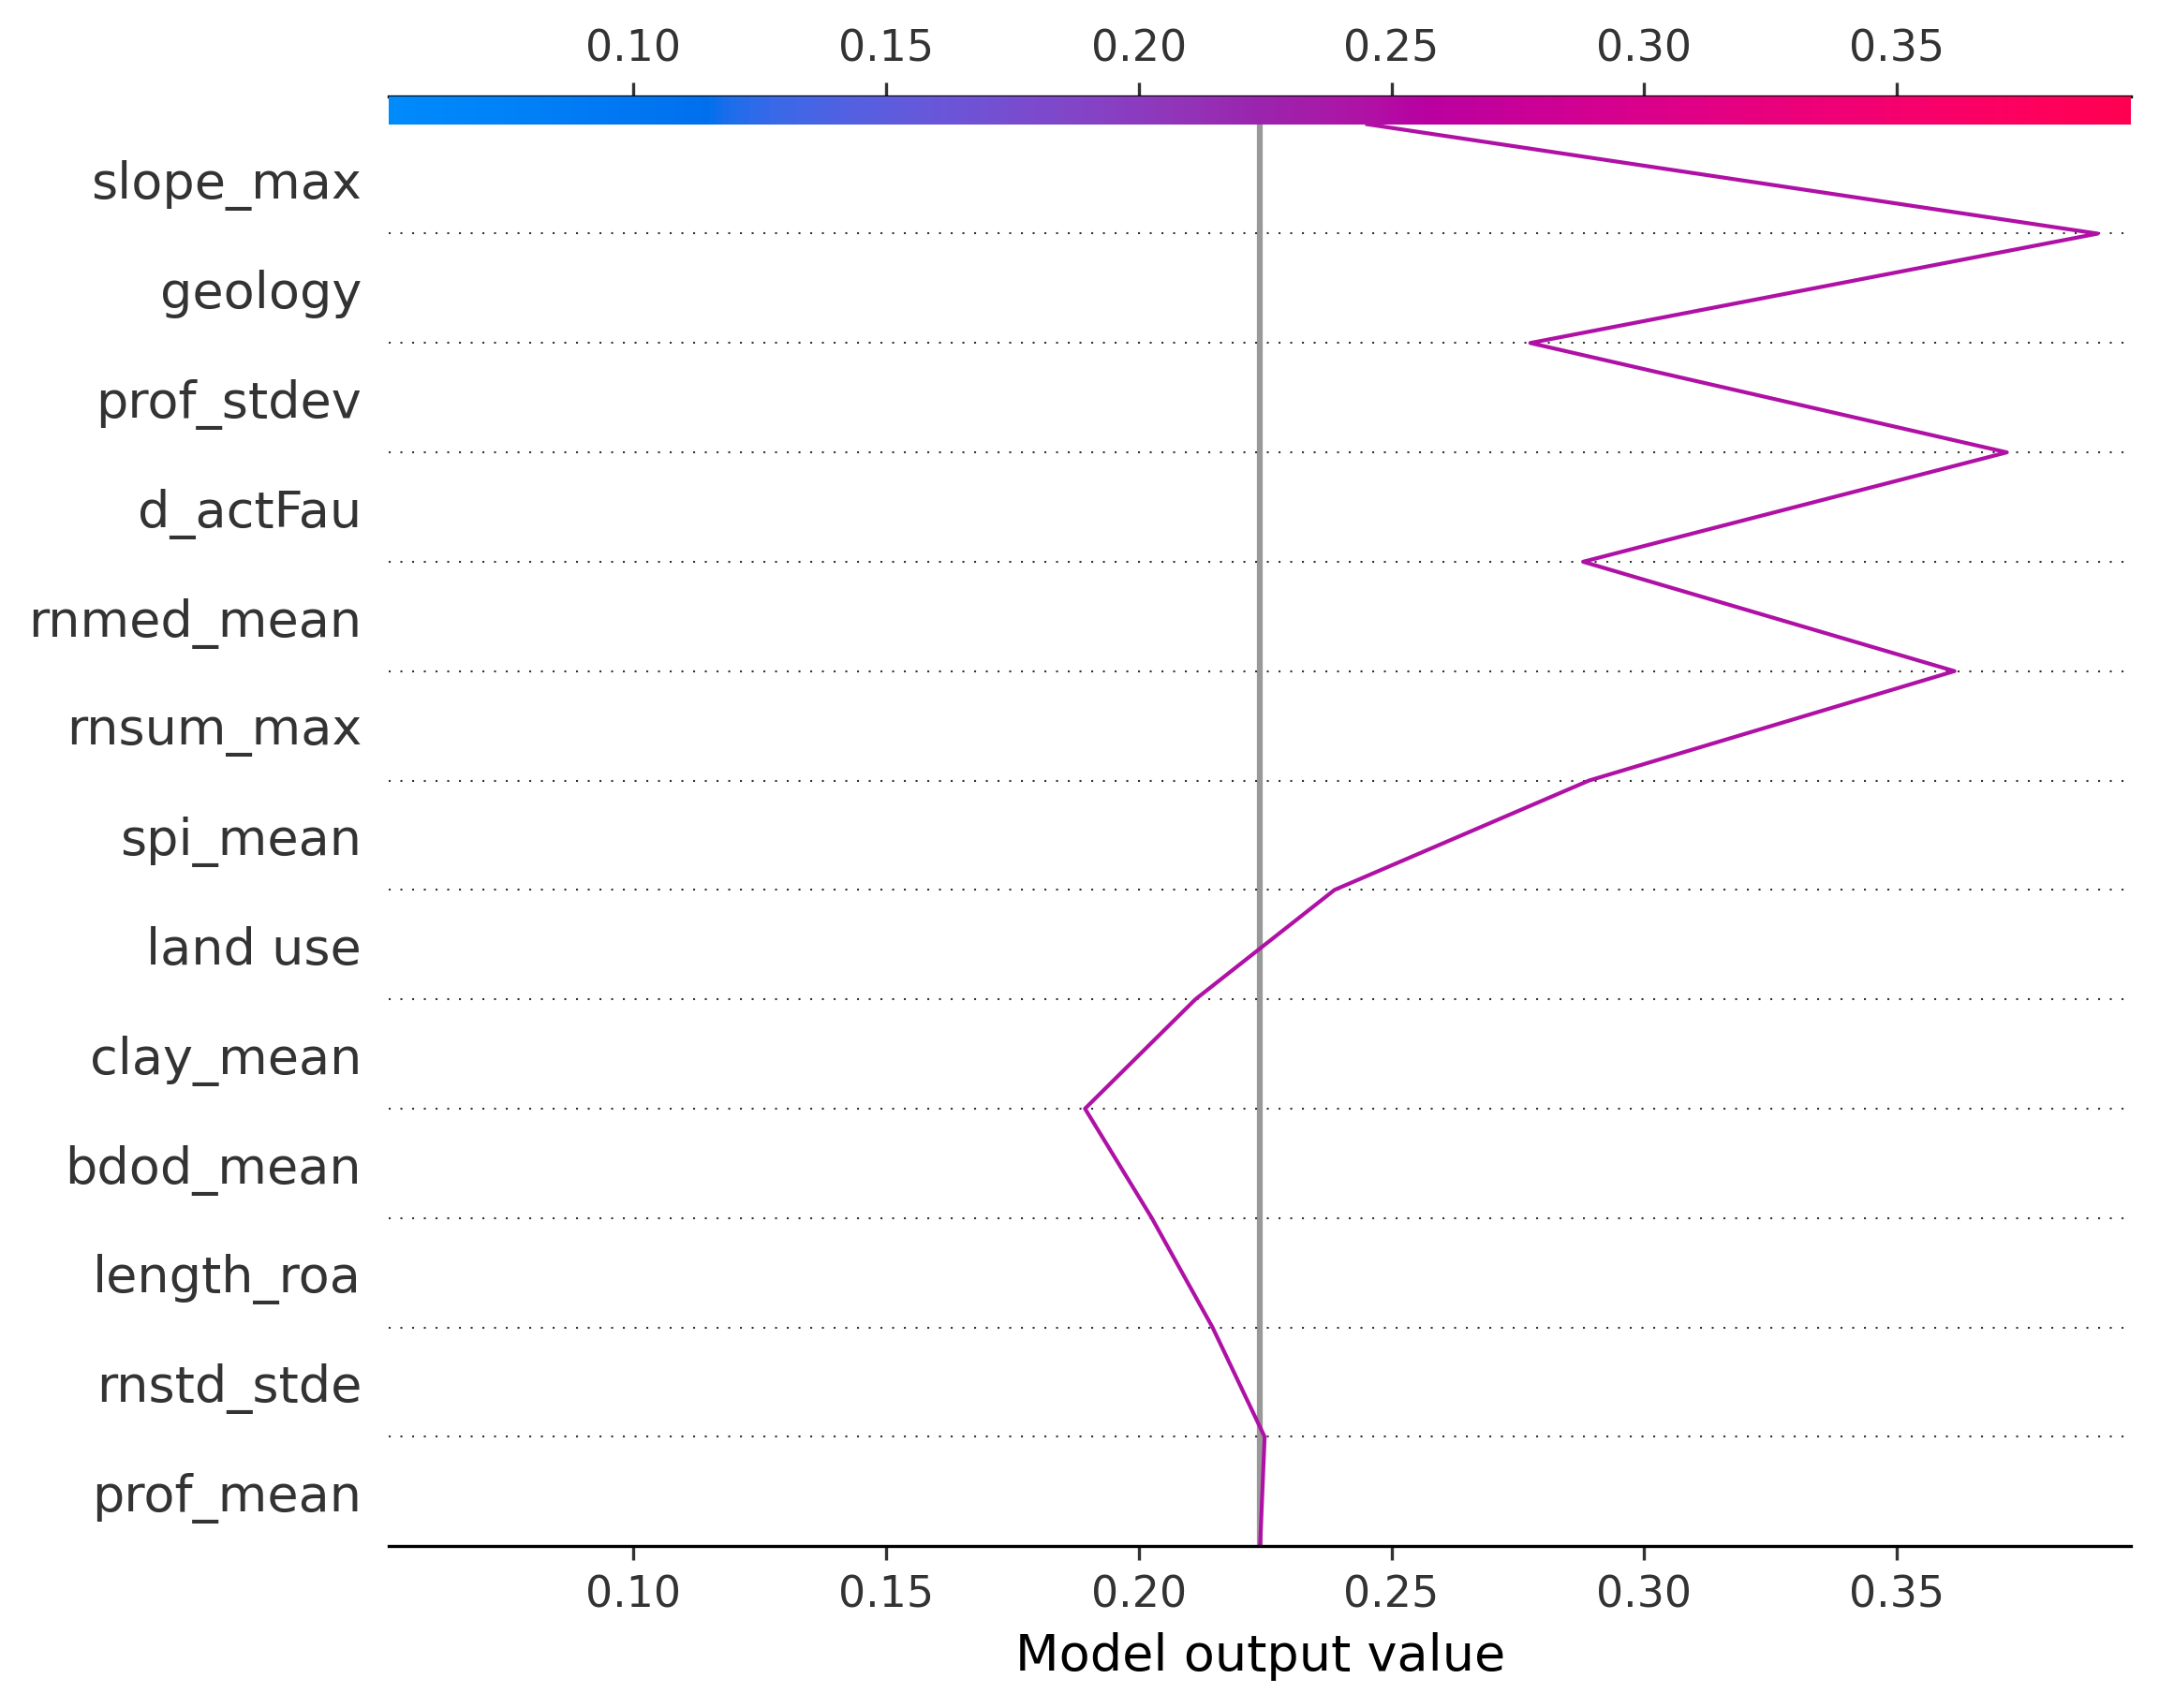 0.10 0.15 0.20 0.25 0.30 0.35
slope_max
geology
prof_stdev
d_actFau
rnmed_mean
rnsum_max
spi_mean
land use
clay_mean
bdod_mean
length_roa
rnstd_stde
prof_mean
0.10 0.15 0.20 0.25 0.30 0.35
Model output value